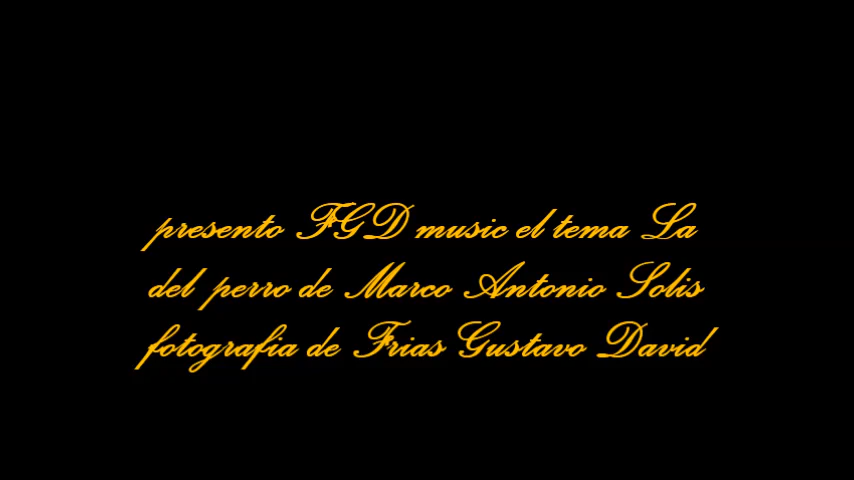 presento FGD music el tema La
del perro de Marco Antonio Solis
fotografia de Frias Gustavo David